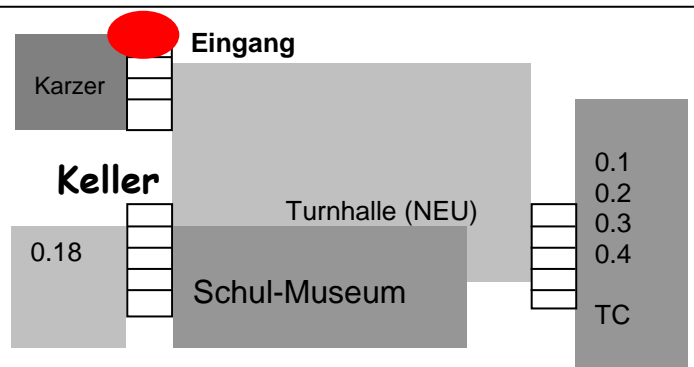 Eingang
Karzer
Keller
0.1
0.2
0.3
0.4
TC
Turnhalle (NEU)
0.18
Schul-Museum